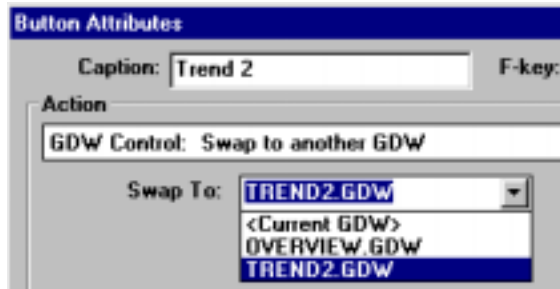 Button Attributes
Caption: Trend 2 F-key:
Action
GDW Control: Swap to another GDW
Swap To: TREND2.GDW
<Current GDW>
OVERVIEW.GDW
TREND2.GDW